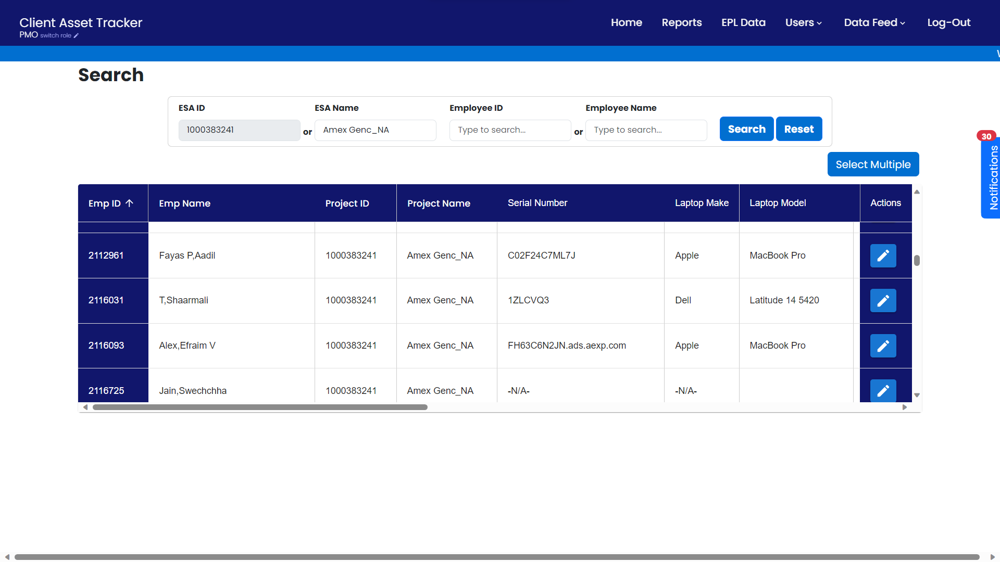 Client Asset Tracker
PMO switch role
Home Reports EPL Data Users Data Feed Log-Out
Search
ESA ID ESA Name Employee ID Employee Name
1000383241 or Amex Genc_NA Type to search... or Type to search... Search Reset
30
Notifications
Select Multiple
Emp ID Emp Name Project ID Project Name Serial Number Laptop Make Laptop Model Actions
2112961 Fayas P,Aadil 1000383241 Amex Genc_NA C02F24C7ML7J Apple MacBook Pro
2116031 T,Shaarmali 1000383241 Amex Genc_NA 1ZLCVQ3 Dell Latitude 14 5420
2116093 Alex,Efraim V 1000383241 Amex Genc_NA FH63C6N2JN.ads.aexp.com Apple MacBook Pro
2116725 Jain,Swechchha 1000383241 Amex Genc_NA -N/A- -N/A-